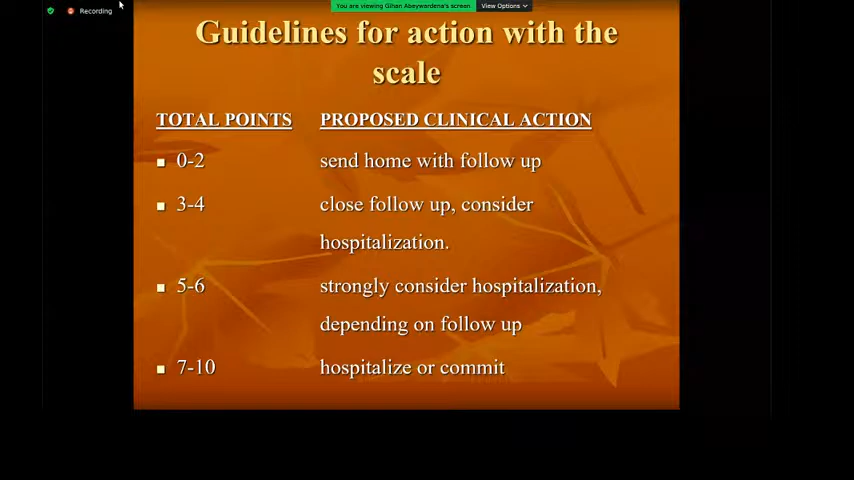 Recording
You are viewing Gihan Abeywardena's screen
View Options
Guidelines for action with the
scale
TOTAL POINTS PROPOSED CLINICAL ACTION
0-2 send home with follow up
3-4 close follow up, consider
hospitalization.
5-6 strongly consider hospitalization,
depending on follow up
7-10 hospitalize or commit